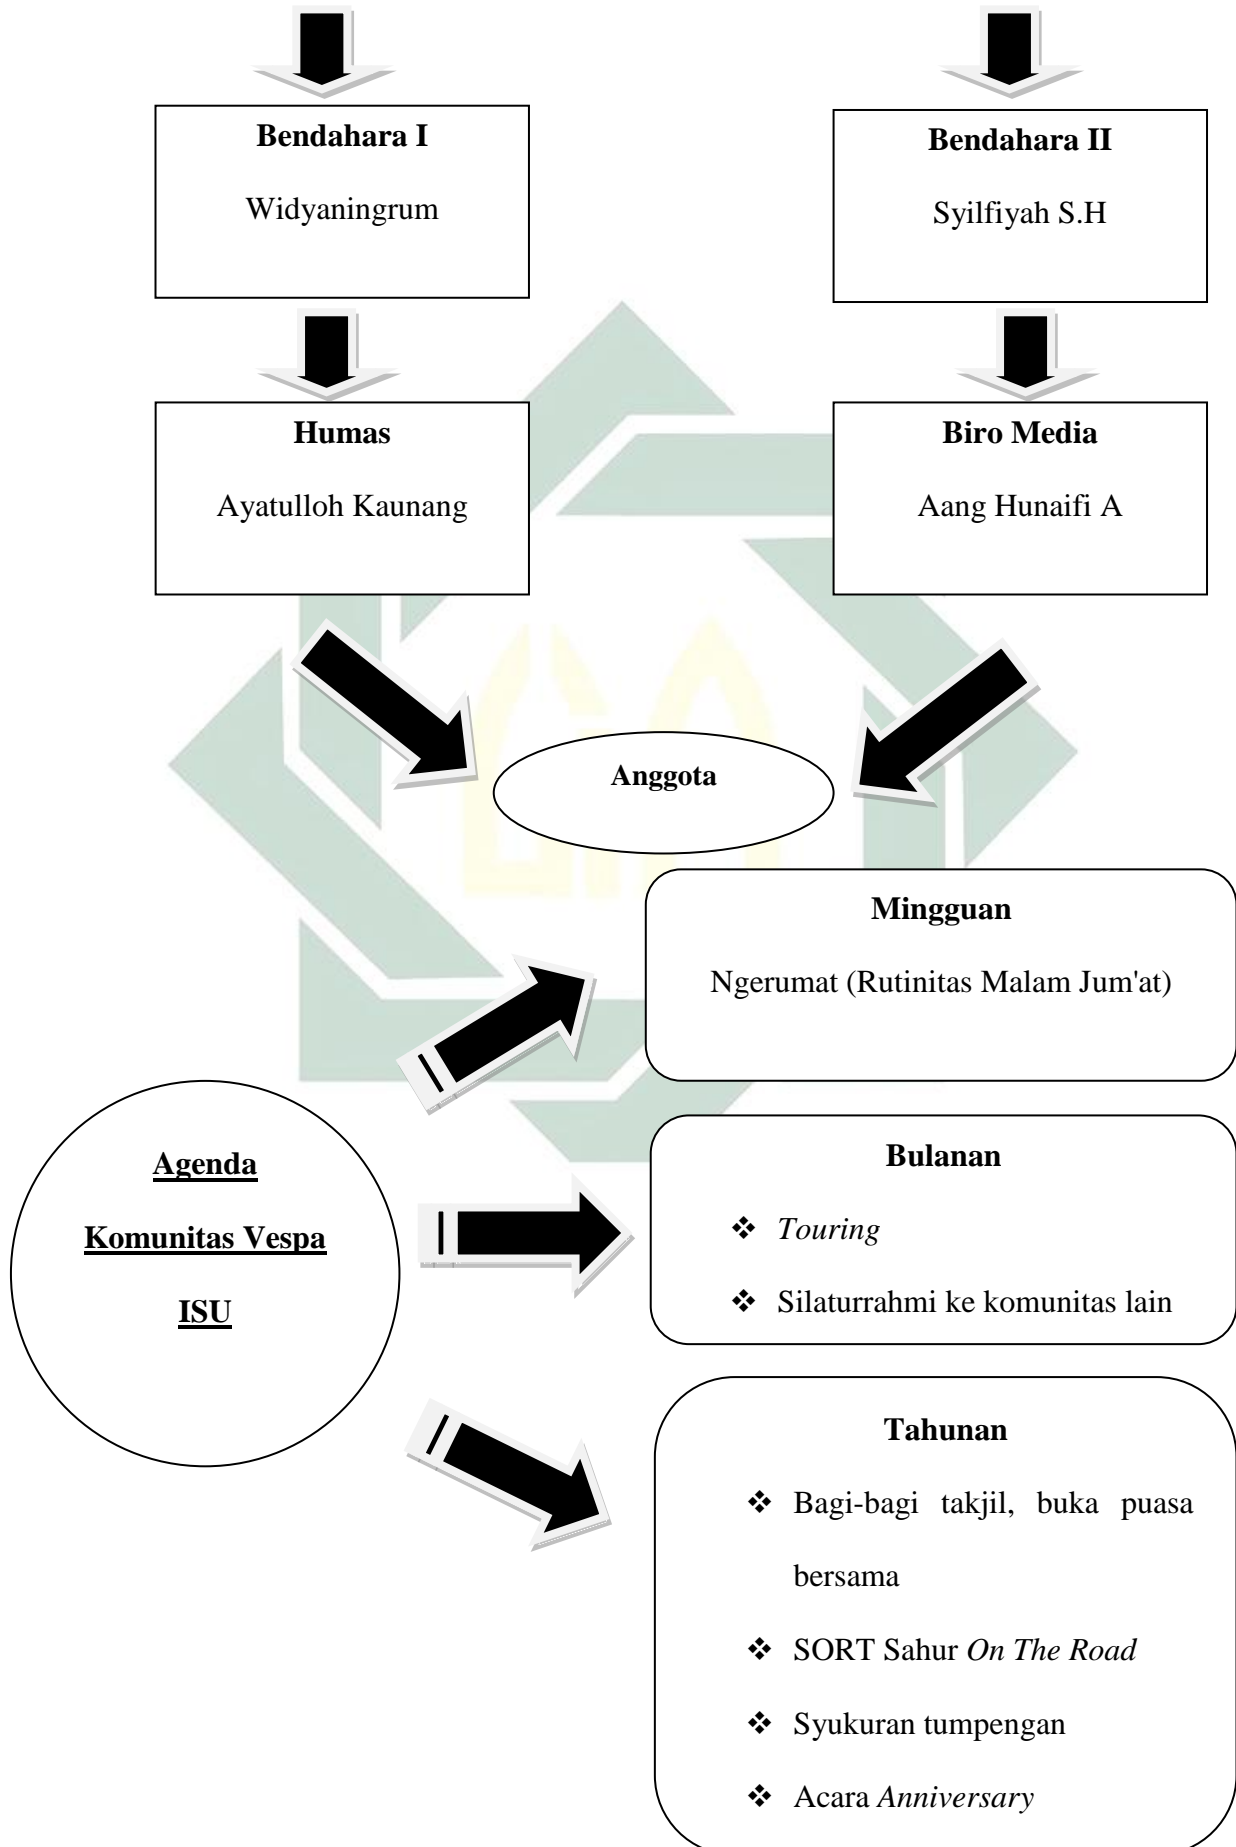 Bendahara I
Widyaningrum
Bendahara II
Syilfiyah S.H
Humas
Ayatulloh Kaunang
Biro Media
Aang Hunaifi A
Anggota
Mingguan
Ngerumat (Rutinitas Malam Jum'at)
Agenda
Komunitas Vespa
ISU
Bulanan
❖ Touring
❖ Silaturrahmi ke komunitas lain
Tahunan
❖ Bagi-bagi takjil, buka puasa
bersama
❖ SORT Sahur On The Road
❖ Syukuran tumpengan
❖ Acara Anniversary